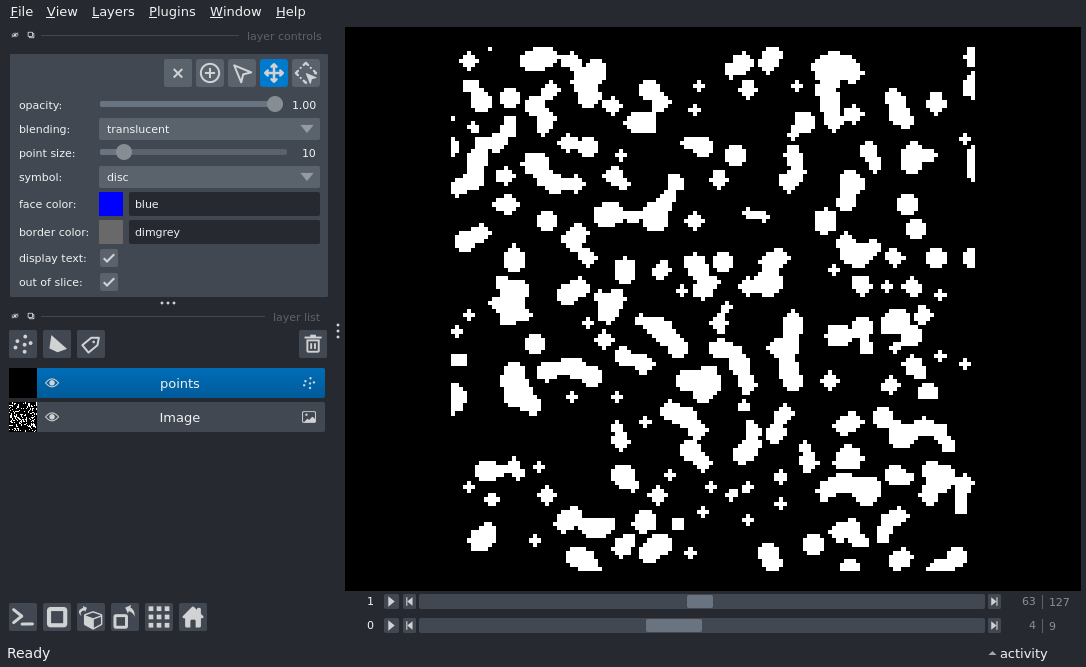 File View Layers Plugins Window Help
layer controls
opacity: 1.00
blending: translucent
point size: 10
symbol: disc
face color: blue
border color: dimgrey
display text:
out of slice:
layer list
points
Image
1 63 127
0 4 9
Ready activity